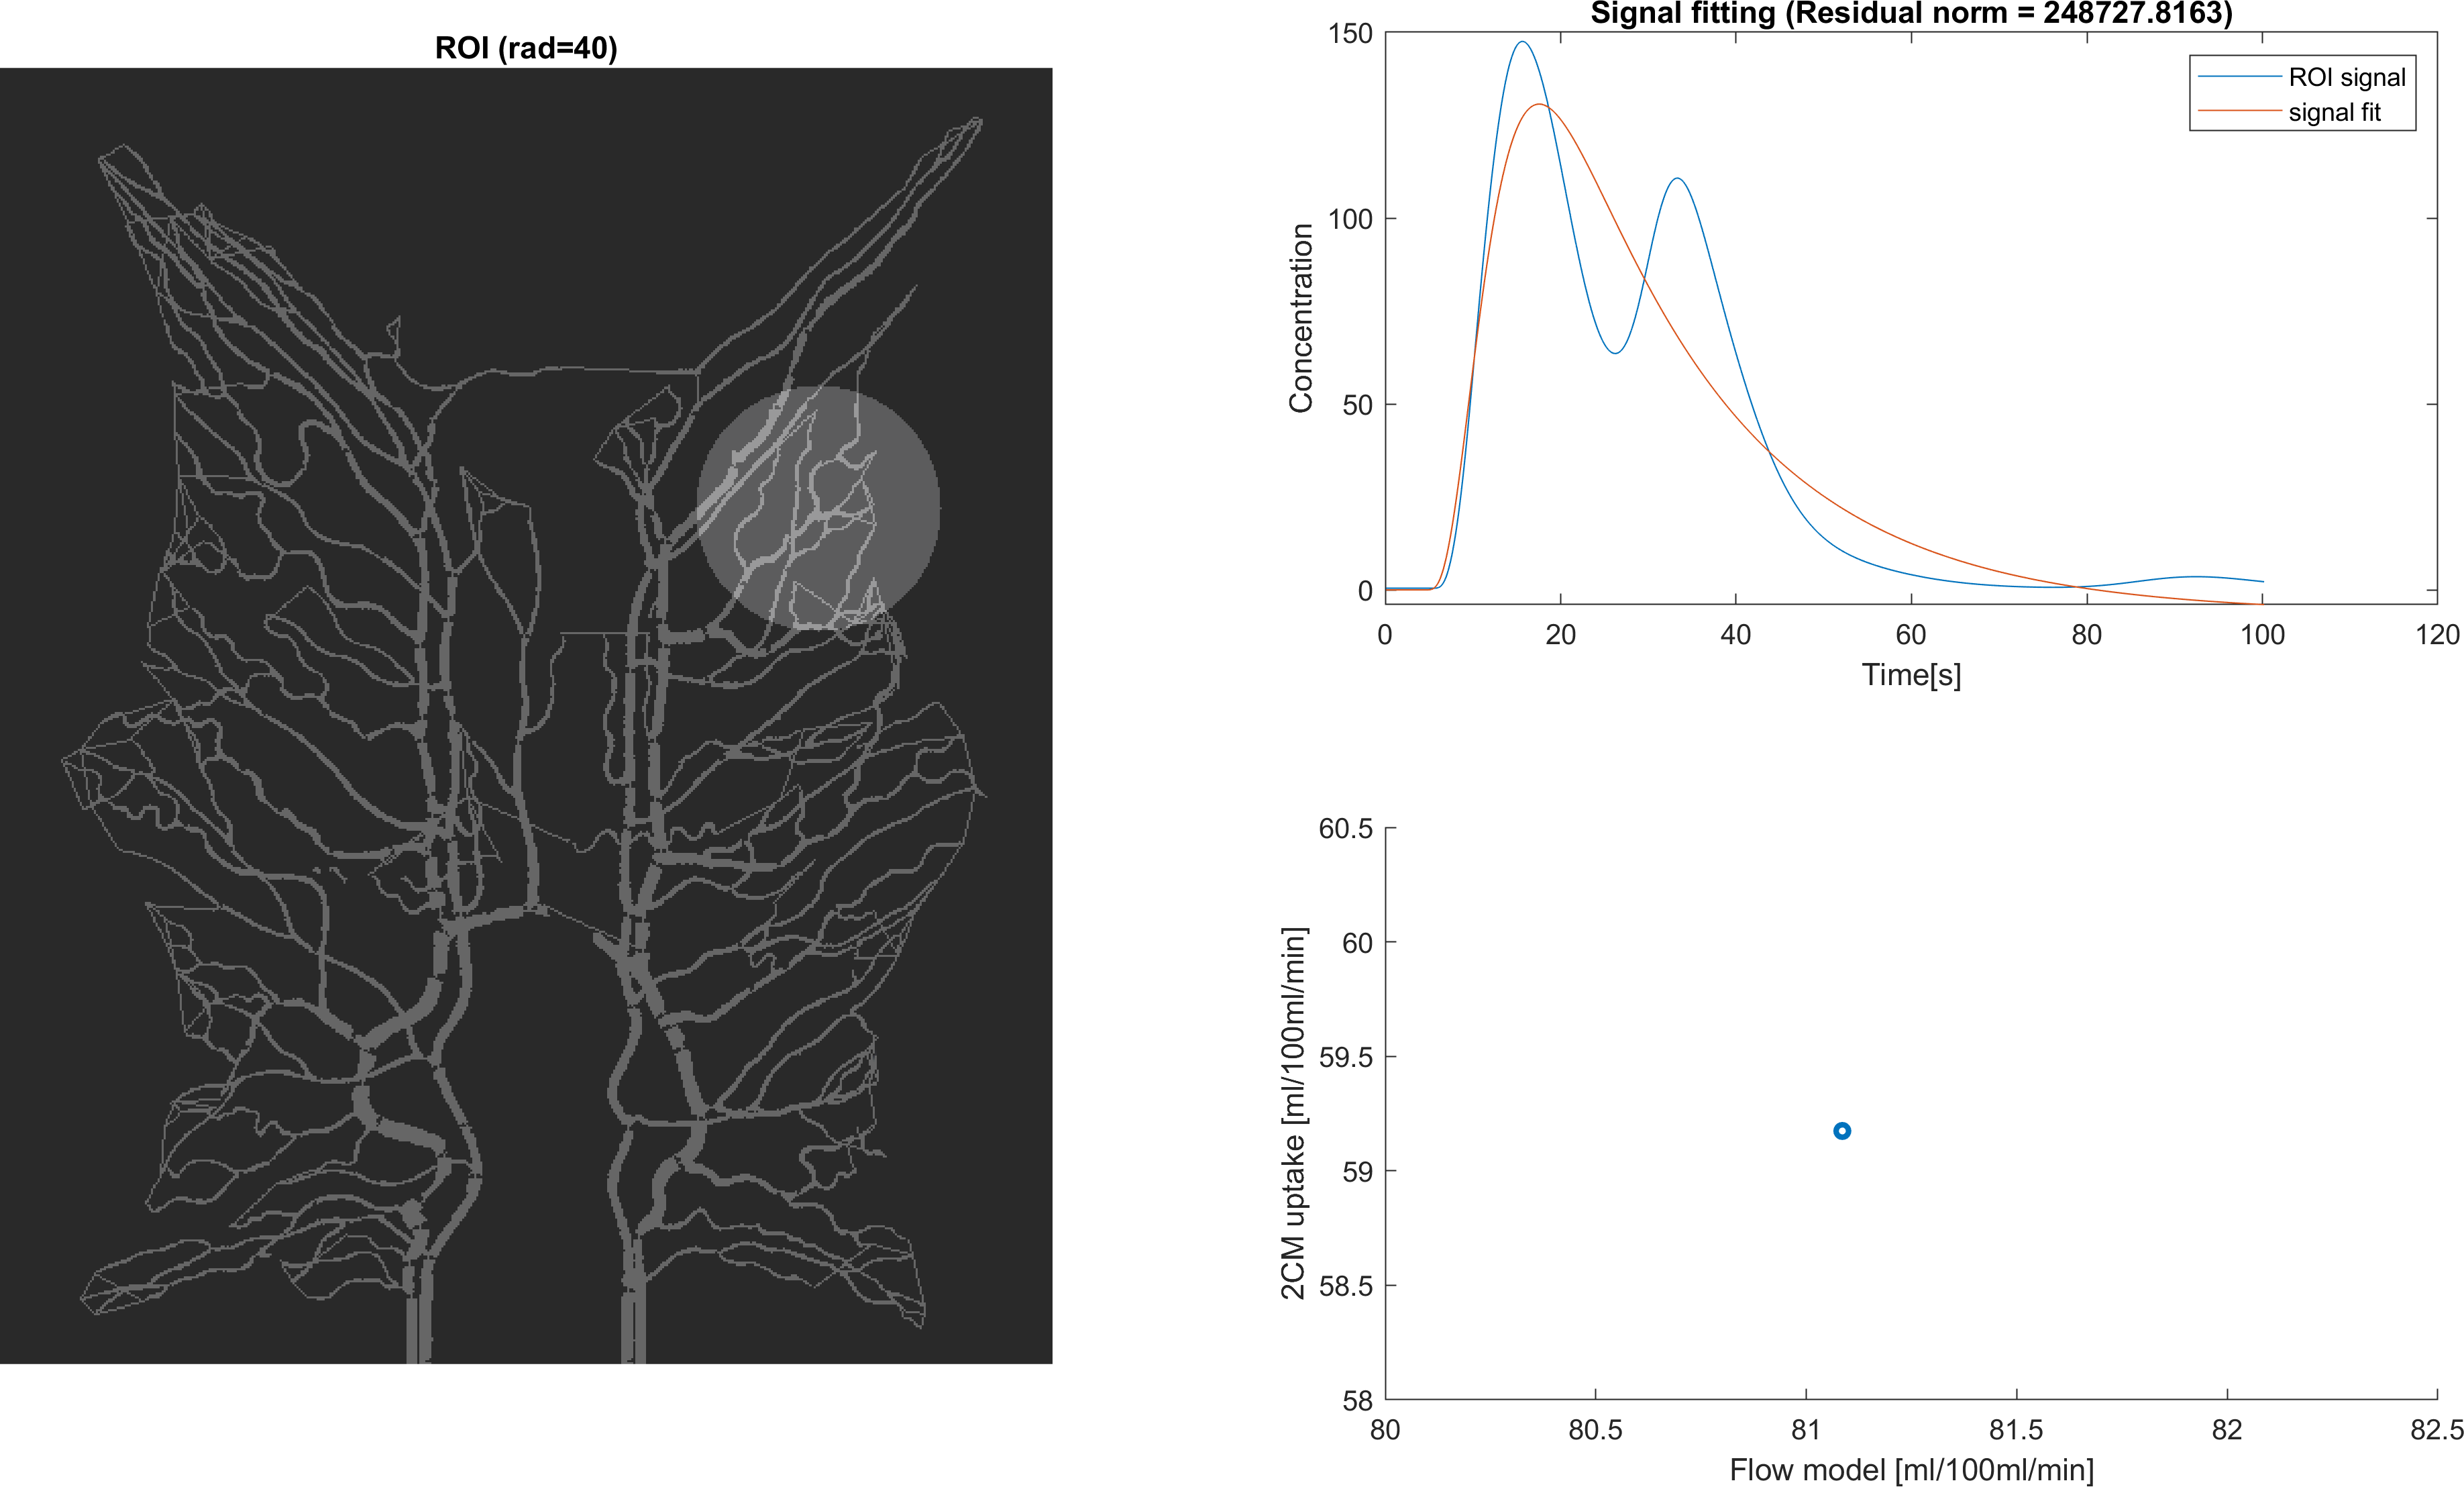 ROI (rad=40)
Signal fitting (Residual norm = 248727.8163)
150
100
50
0
Concentration
ROI signal
signal fit
0 20 40 60 80 100 120
Time[s]
60.5
60
59.5
59
58.5
58
2CM uptake [ml/100ml/min]
80 80.5 81 81.5 82 82.5
Flow model [ml/100ml/min]